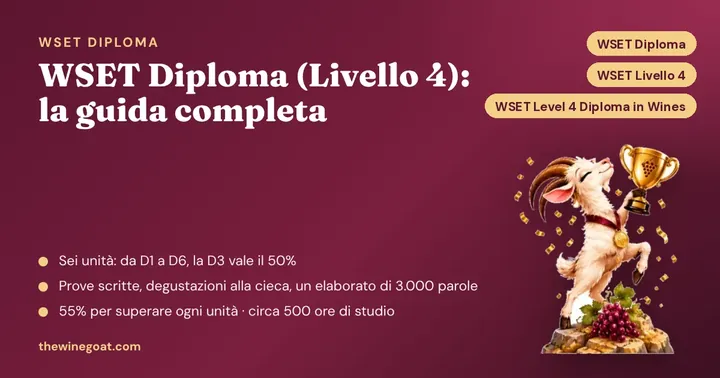 WSET DIPLOMA
WSET Diploma (Livello 4):
la guida completa
WSET Diploma
WSET Livello 4
WSET Level 4 Diploma in Wines
Sei unità: da D1 a D6, la D3 vale il 50%
Prove scritte, degustazioni alla cieca, un elaborato di 3.000 parole
55% per superare ogni unità · circa 500 ore di studio
thewinegoat.com